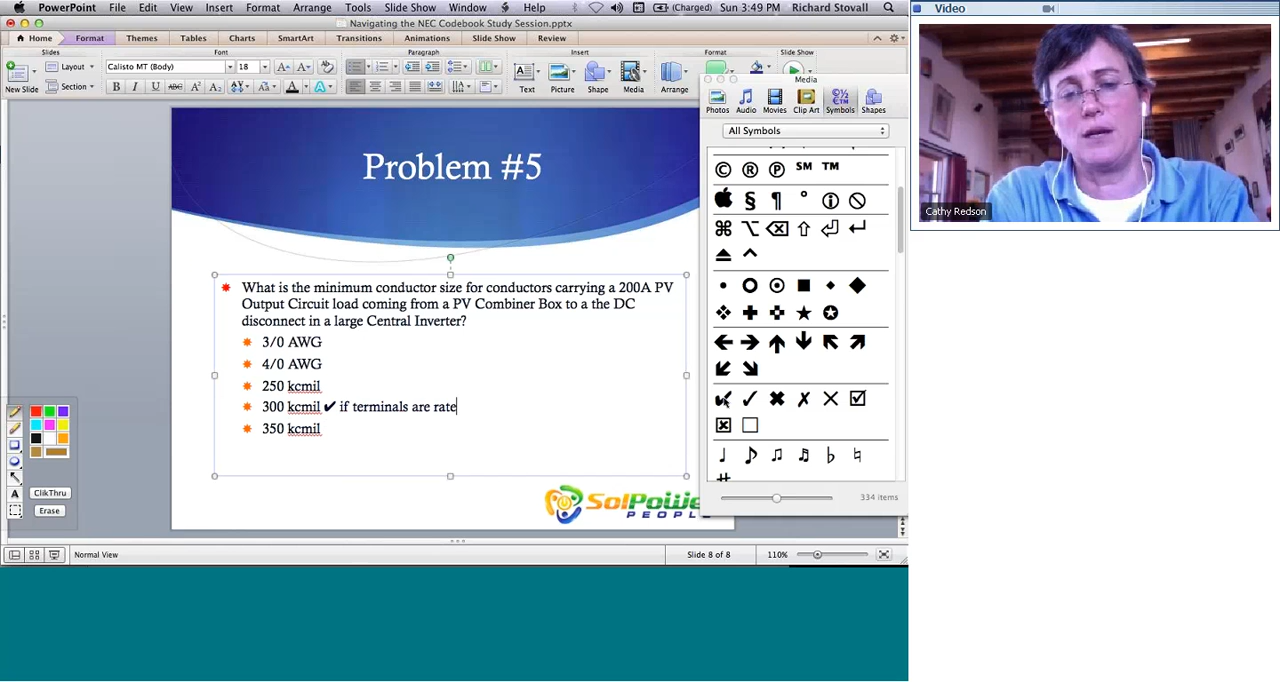 PowerPoint File Edit View Insert Format Arrange Tools Slide Show Window Help (Charged) Sun 3:49 PM Richard Stovall
Navigating the NEC Codebook Study Session.pptx
Home Format Themes Tables Charts SmartArt Transitions Animations Slide Show Review
Slides Font Paragraph Insert Format Slide Show
Layout Calisto MT (Body) 18
New Slide Section B I U ABC A² A₂ Text Picture Shape Media Arrange
Media
Photos Audio Movies Clip Art Symbols Shapes
All Symbols
© ® ℗ SM TM
334 items
Problem #5
What is the minimum conductor size for conductors carrying a 200A PV
Output Circuit load coming from a PV Combiner Box to a the DC
disconnect in a large Central Inverter?
3/0 AWG
4/0 AWG
250 kcmil
300 kcmil ✔ if terminals are rate
350 kcmil
SolPower
PEOPL
ClikThru
Erase
Normal View Slide 8 of 8 110%
Video
Cathy Redson